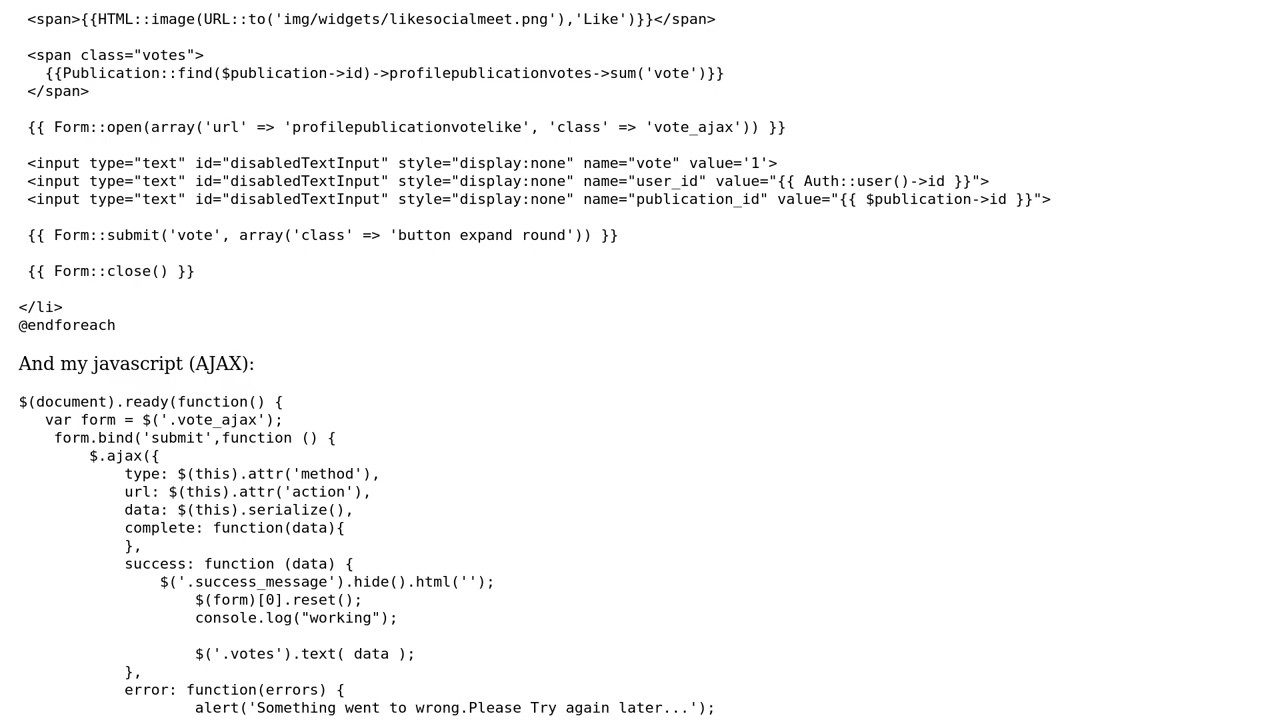 <span>{{HTML::image(URL::to('img/widgets/likesocialmeet.png'),'Like')}}</span>
<span class="votes">
{{Publication::find($publication->id)->profilepublicationvotes->sum('vote')}}
</span>
{{ Form::open(array('url' => 'profilepublicationvotelike', 'class' => 'vote_ajax')) }}
<input type="text" id="disabledTextInput" style="display:none" name="vote" value='1'>
<input type="text" id="disabledTextInput" style="display:none" name="user_id" value="{{ Auth::user()->id }}">
<input type="text" id="disabledTextInput" style="display:none" name="publication_id" value="{{ $publication->id }}">
{{ Form::submit('vote', array('class' => 'button expand round')) }}
{{ Form::close() }}
</li>
@endforeach
And my javascript (AJAX):
$(document).ready(function() {
var form = $('.vote_ajax');
form.bind('submit',function () {
$.ajax({
type: $(this).attr('method'),
url: $(this).attr('action'),
data: $(this).serialize(),
complete: function(data){
},
success: function (data) {
$('.success_message').hide().html('');
$(form)[0].reset();
console.log("working");
$('.votes').text( data );
},
error: function(errors) {
alert('Something went to wrong.Please Try again later...');